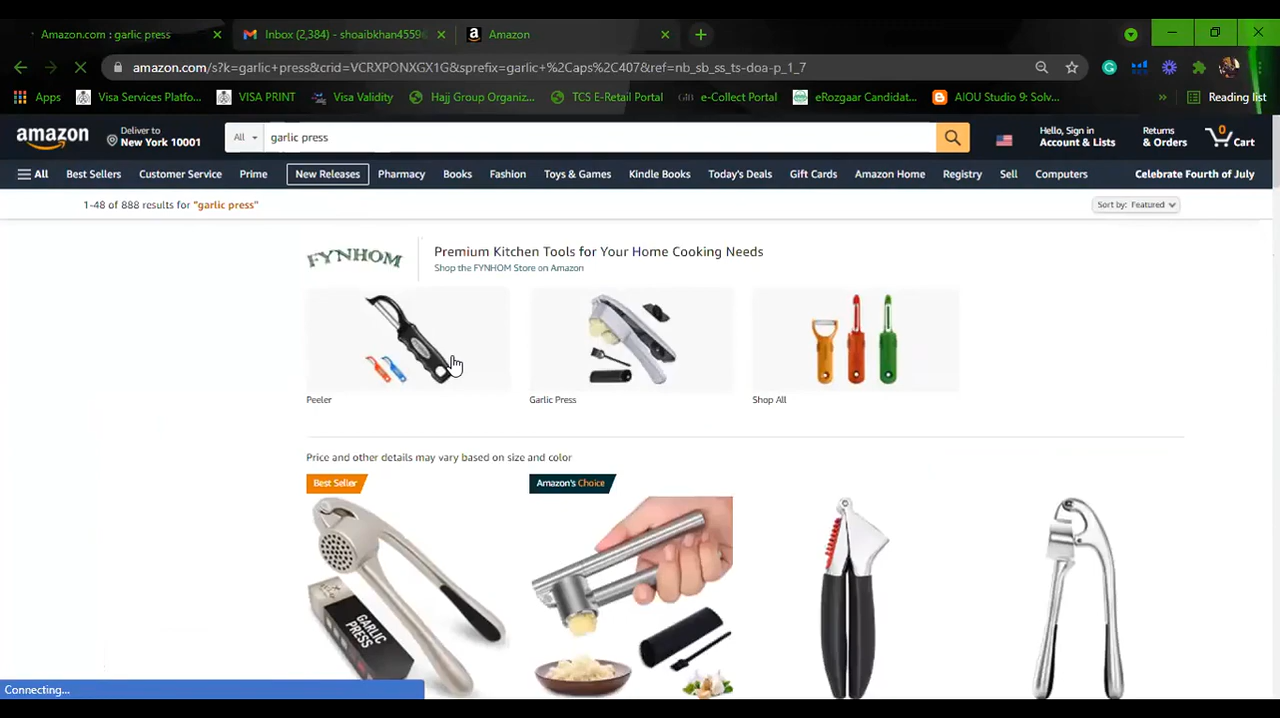 Amazon.com : garlic press
Inbox (2,384) - shoaibkhan4559
Amazon
amazon.com/s?k=garlic+press&crid=VCRXPONXGX1G&sprefix=garlic+%2Caps%2C407&ref=nb_sb_ss_ts-doa-p_1_7
Apps
Visa Services Platfo...
VISA PRINT
Visa Validity
Hajj Group Organiz...
TCS E-Retail Portal
e-Collect Portal
eRozgaar Candidat...
AIOU Studio 9: Solv...
»
Reading list
amazon
Deliver to
New York 10001
All
garlic press
Hello, Sign in
Account & Lists
Returns
& Orders
0
Cart
All
Best Sellers
Customer Service
Prime
New Releases
Pharmacy
Books
Fashion
Toys & Games
Kindle Books
Today's Deals
Gift Cards
Amazon Home
Registry
Sell
Computers
Celebrate Fourth of July
1-48 of 888 results for "garlic press"
Sort by: Featured
FYNHOM
Premium Kitchen Tools for Your Home Cooking Needs
Shop the FYNHOM Store on Amazon
Peeler
Garlic Press
Shop All
Price and other details may vary based on size and color
Best Seller
Amazon's Choice
GARLIC
PRESS
Connecting...